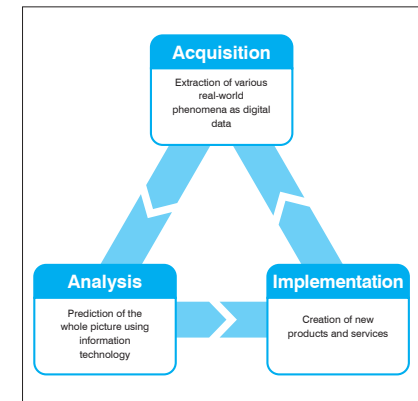 Acquisition
Extraction of various
real-world
phenomena as digital
data
Analysis
Prediction of the
whole picture using
information
technology
Implementation
Creation of new
products and services